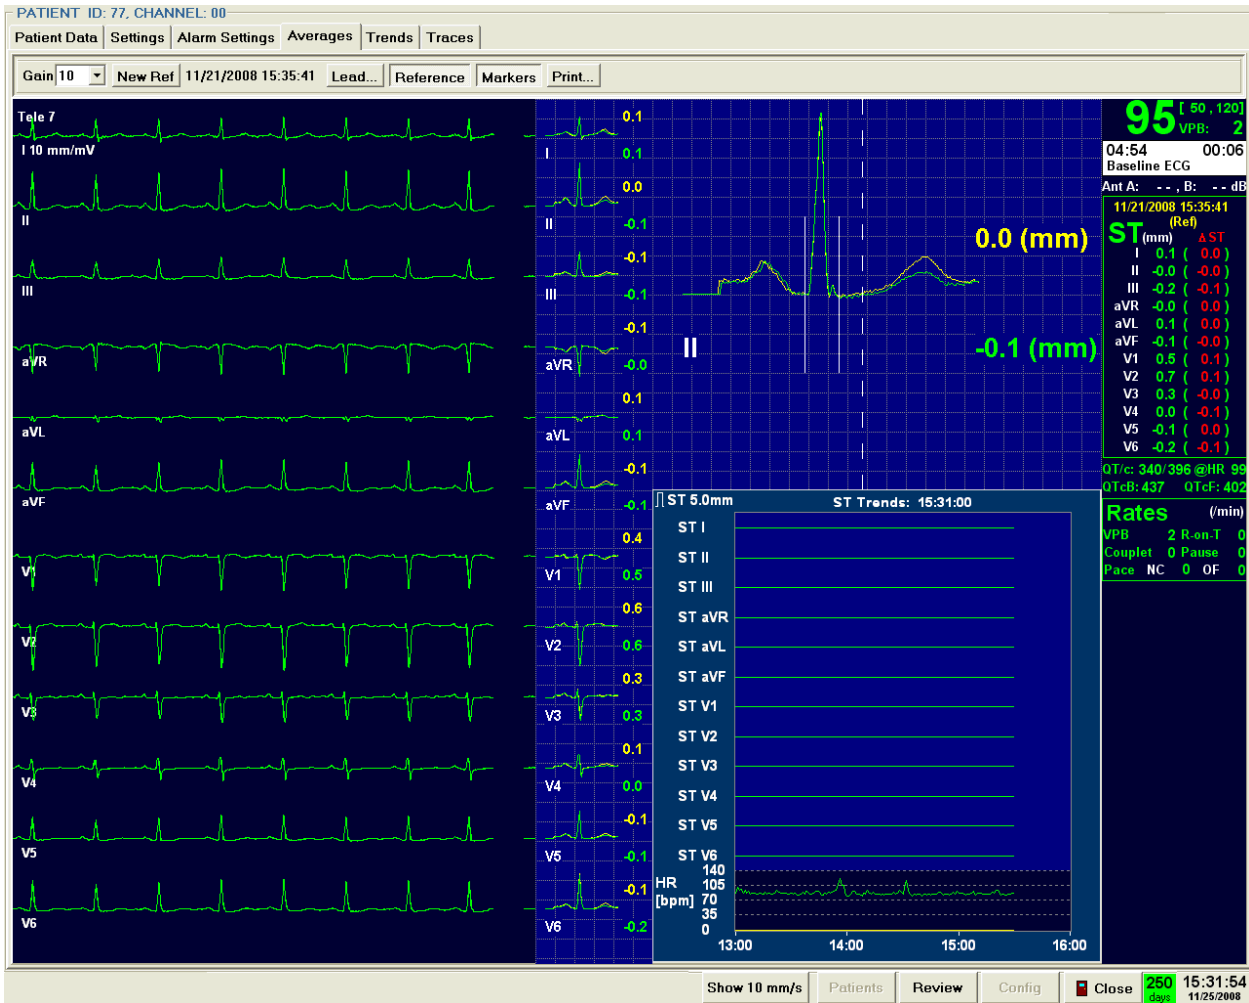 PATIENT ID: 77, CHANNEL: 00
Patient Data Settings Alarm Settings Averages Trends Traces
Gain 10 New Ref 11/21/2008 15:35:41 Lead... Reference Markers Print...
Tele 7
I 10 mm/mV
II
III
aVR
aVL
aVF
V1
V2
V3
V4
V5
V6
0.1
I 0.1
0.0
II -0.1
-0.1
III -0.1
-0.1
aVR -0.0
0.1
aVL 0.1
-0.1
aVF -0.1
0.4
V1 0.5
0.6
V2 0.6
0.3
V3 0.3
0.1
V4 0.0
-0.1
V5 -0.1
-0.1
V6 -0.2
0.0 (mm)
II -0.1 (mm)
ST 5.0mm ST Trends: 15:31:00
ST I
ST II
ST III
ST aVR
ST aVL
ST aVF
ST V1
ST V2
ST V3
ST V4
ST V5
ST V6
HR
[bpm]
140
105
70
35
0
13:00 14:00 15:00 16:00
95 [ 50 , 120]
VPB: 2
04:54 00:06
Baseline ECG
Ant A: - - , B: - - dB
11/21/2008 15:35:41
(Ref)
ST (mm) Δ ST
I 0.1 ( 0.0 )
II -0.0 ( -0.0 )
III -0.2 ( -0.1 )
aVR -0.0 ( 0.0 )
aVL 0.1 ( 0.0 )
aVF -0.1 ( -0.0 )
V1 0.5 ( 0.1 )
V2 0.7 ( 0.1 )
V3 0.3 ( -0.0 )
V4 0.0 ( -0.1 )
V5 -0.1 ( 0.0 )
V6 -0.2 ( -0.1 )
QT/c: 340/396 @HR 99
QTcB: 437 QTcF: 402
Rates (/min)
VPB 2 R-on-T 0
Couplet 0 Pause 0
Pace NC 0 OF 0
Show 10 mm/s Patients Review Config Close 250 days 15:31:54 11/25/2008